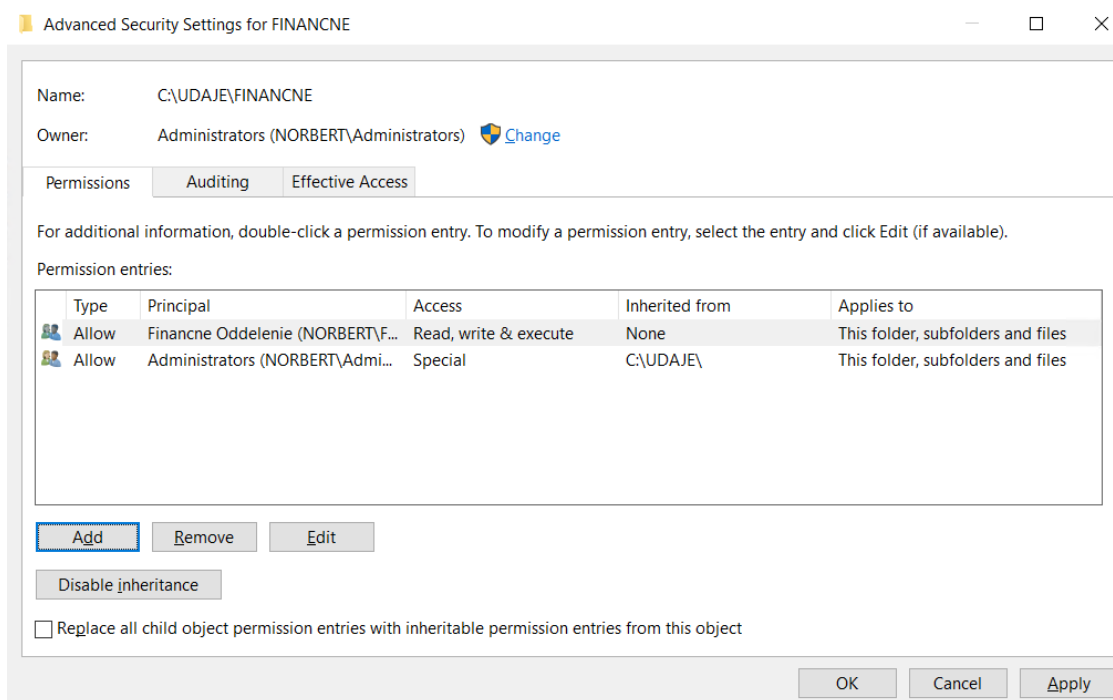 Advanced Security Settings for FINANCNE
Name: C:\UDAJE\FINANCNE
Owner: Administrators (NORBERT\Administrators) Change
Permissions Auditing Effective Access
For additional information, double-click a permission entry. To modify a permission entry, select the entry and click Edit (if available).
Permission entries:
Type Principal Access Inherited from Applies to
Allow Financne Oddelenie (NORBERT\F... Read, write & execute None This folder, subfolders and files
Allow Administrators (NORBERT\Admi... Special C:\UDAJE\ This folder, subfolders and files
Add Remove Edit
Disable inheritance
Replace all child object permission entries with inheritable permission entries from this object
OK Cancel Apply